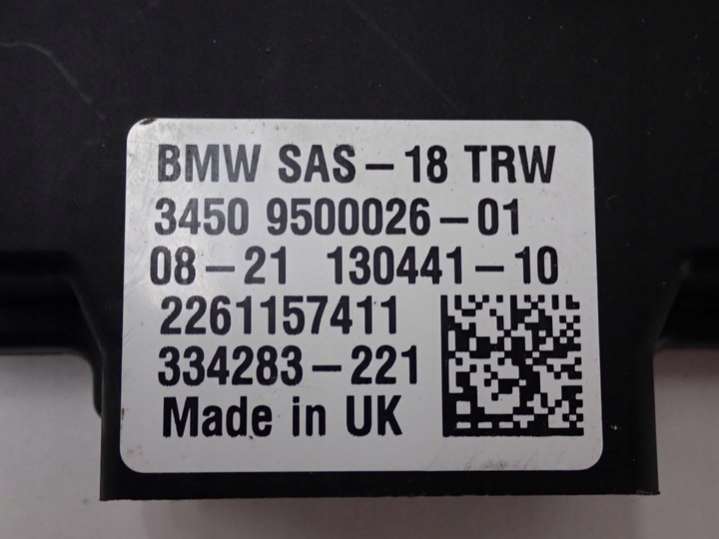 BMW SAS-18 TRW
3450 9500026-01
08-21 130441-10
2261157411
334283-221
Made in UK